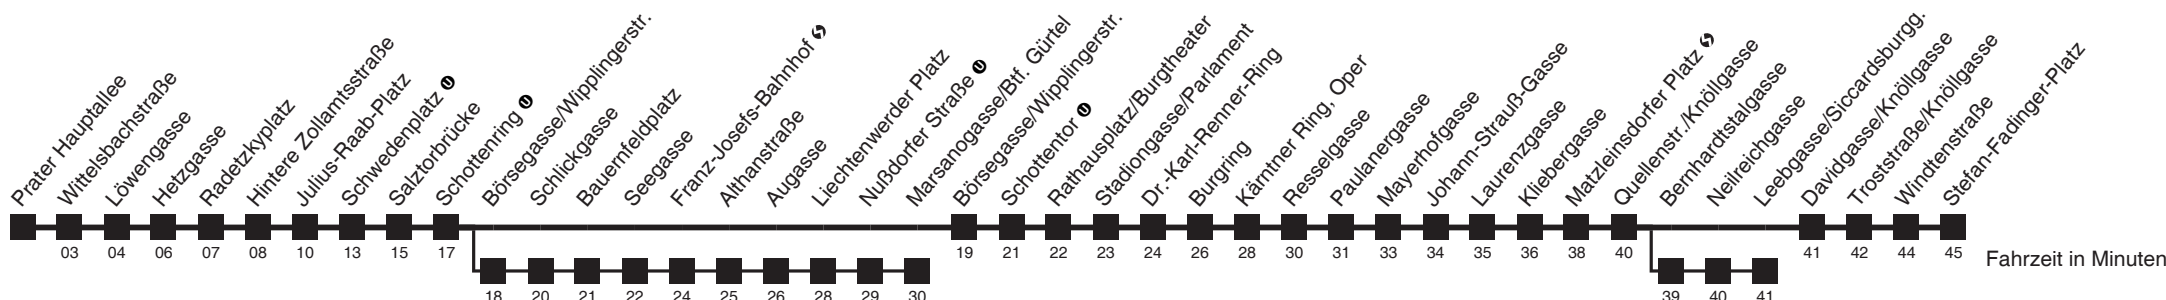 Prater Hauptallee
Wittelsbachstraße
Löwengasse
Hetzgasse
Radetzkyplatz
Hintere Zollamtsstraße
Julius-Raab-Platz
Schwedenplatz U
Salztorbrücke
Schottenring U
Börsegasse/Wipplingerstr.
Schlickgasse
Bauernfeldplatz
Seegasse
Franz-Josefs-Bahnhof S
Althanstraße
Augasse
Liechtenwerder Platz
Nußdorfer Straße U
Marsanogasse/Btf. Gürtel
Börsegasse/Wipplingerstr.
Schottentor U
Rathausplatz/Burgtheater
Stadiongasse/Parlament
Dr.-Karl-Renner-Ring
Burgring
Kärntner Ring, Oper
Resselgasse
Paulanergasse
Mayerhofgasse
Johann-Strauß-Gasse
Laurenzgasse
Kliebergasse
Matzleinsdorfer Platz S
Quellenstr./Knöllgasse
Bernhardtstalgasse
Neilreichgasse
Leebgasse/Siccardsburgg.
Davidgasse/Knöllgasse
Troststraße/Knöllgasse
Windtenstraße
Stefan-Fadinger-Platz
03 04 06 07 08 10 13 15 17 19 21 22 23 24 26 28 30 31 33 34 35 36 38 40 41 42 44 45
Fahrzeit in Minuten
18 20 21 22 24 25 26 28 29 30 39 40 41